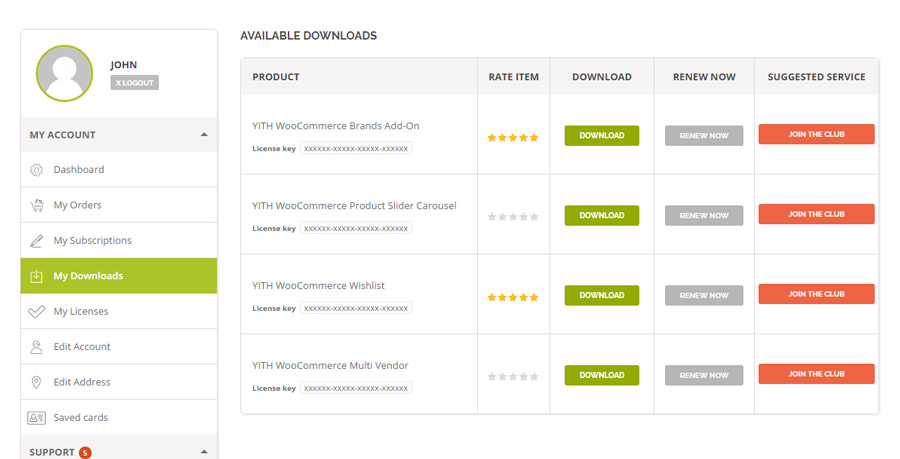 JOHN
X LOGOUT
MY ACCOUNT
Dashboard
My Orders
My Subscriptions
My Downloads
My Licenses
Edit Account
Edit Address
Saved cards
SUPPORT 5
AVAILABLE DOWNLOADS
PRODUCT RATE ITEM DOWNLOAD RENEW NOW SUGGESTED SERVICE
YITH WooCommerce Brands Add-On
License key xxxxxx-xxxxx-xxxxx-xxxxxx
DOWNLOAD RENEW NOW JOIN THE CLUB
YITH WooCommerce Product Slider Carousel
License key xxxxxx-xxxxx-xxxxx-xxxxxx
DOWNLOAD RENEW NOW JOIN THE CLUB
YITH WooCommerce Wishlist
License key xxxxxx-xxxxx-xxxxx-xxxxxx
DOWNLOAD RENEW NOW JOIN THE CLUB
YITH WooCommerce Multi Vendor
License key xxxxxx-xxxxx-xxxxx-xxxxxx
DOWNLOAD RENEW NOW JOIN THE CLUB